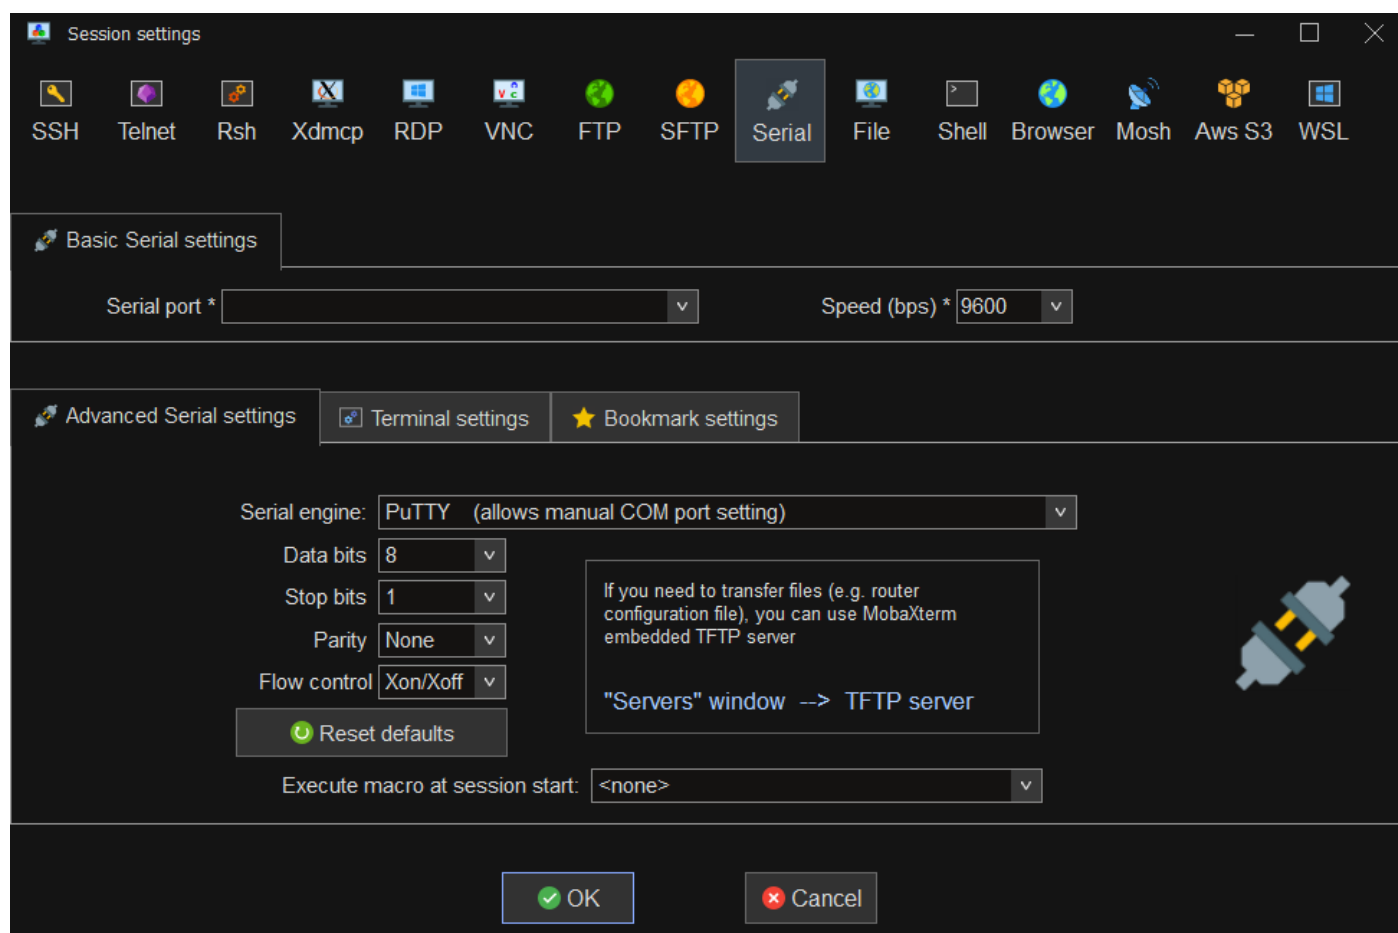 Session settings
SSH Telnet Rsh Xdmcp RDP VNC FTP SFTP Serial File Shell Browser Mosh Aws S3 WSL
Basic Serial settings
Serial port * Speed (bps) * 9600
Advanced Serial settings Terminal settings Bookmark settings
Serial engine: PuTTY (allows manual COM port setting)
Data bits 8
Stop bits 1
Parity None
Flow control Xon/Xoff
Reset defaults
If you need to transfer files (e.g. router
configuration file), you can use MobaXterm
embedded TFTP server
"Servers" window --> TFTP server
Execute macro at session start: <none>
OK Cancel